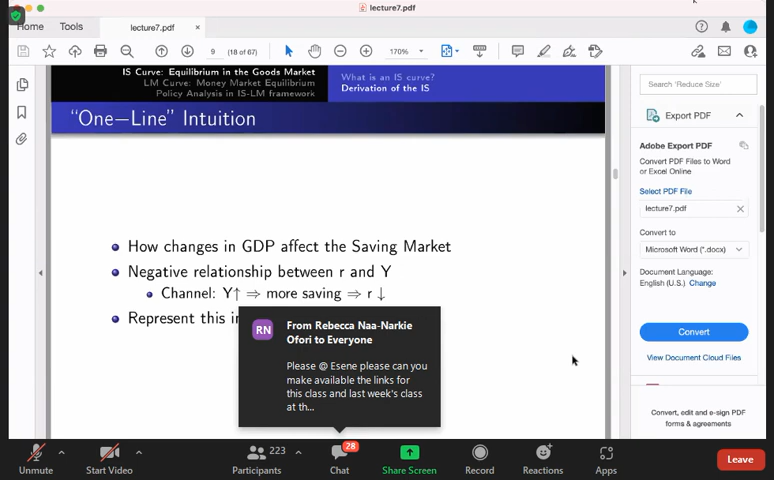 lecture7.pdf
Home
Tools
lecture7.pdf
×
9
(18 of 67)
170%
IS Curve: Equilibrium in the Goods Market
LM Curve: Money Market Equilibrium
Policy Analysis in IS-LM framework
What is an IS curve?
Derivation of the IS
"One—Line" Intuition
How changes in GDP affect the Saving Market
Negative relationship between r and Y
Channel: Y↑ ⇒ more saving ⇒ r ↓
Represent this in
RN
From Rebecca Naa-Narkie
Ofori to Everyone
Please @ Esene please can you
make available the links for
this class and last week's class
at th...
Search 'Reduce Size'
Export PDF
Adobe Export PDF
Convert PDF Files to Word
or Excel Online
Select PDF File
lecture7.pdf
Convert to
Microsoft Word (*.docx)
Document Language:
English (U.S.) Change
Convert
View Document Cloud Files
Convert, edit and e-sign PDF
forms & agreements
Unmute
Start Video
223
Participants
28
Chat
Share Screen
Record
Reactions
Apps
Leave